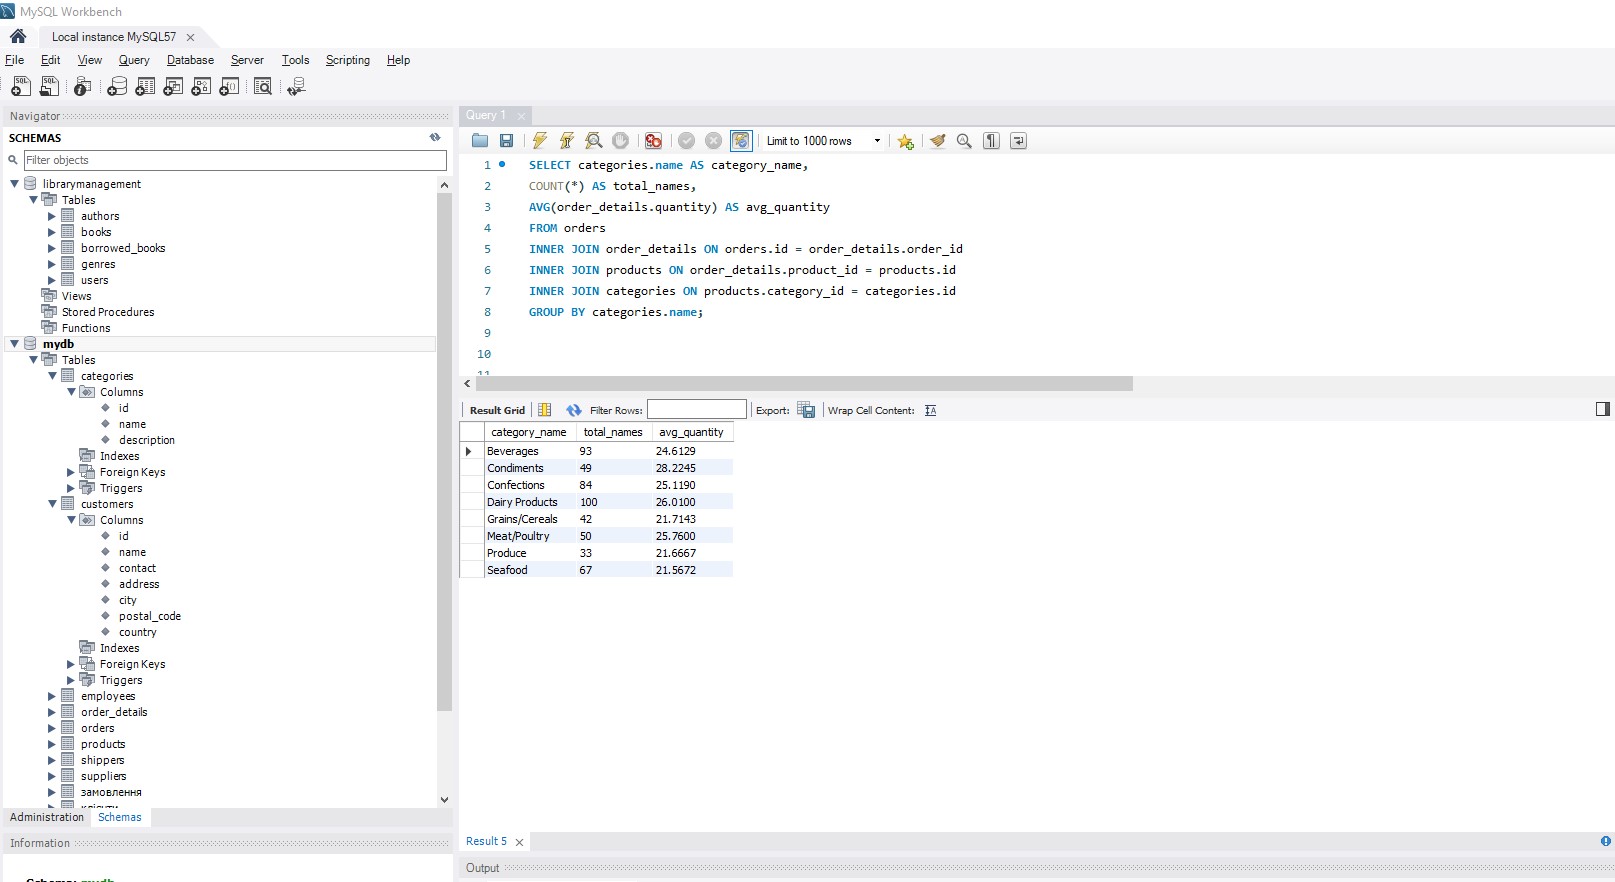 MySQL Workbench
Local instance MySQL57
File Edit View Query Database Server Tools Scripting Help
Navigator
SCHEMAS
Filter objects
librarymanagement
Tables
authors
books
borrowed_books
genres
users
Views
Stored Procedures
Functions
mydb
Tables
categories
Columns
id
name
description
Indexes
Foreign Keys
Triggers
customers
Columns
id
name
contact
address
city
postal_code
country
Indexes
Foreign Keys
Triggers
employees
order_details
orders
products
shippers
suppliers
замовлення
Administration Schemas
Information
Query 1
Limit to 1000 rows
1 SELECT categories.name AS category_name,
2 COUNT(*) AS total_names,
3 AVG(order_details.quantity) AS avg_quantity
4 FROM orders
5 INNER JOIN order_details ON orders.id = order_details.order_id
6 INNER JOIN products ON order_details.product_id = products.id
7 INNER JOIN categories ON products.category_id = categories.id
8 GROUP BY categories.name;
9
10
11
Result Grid Filter Rows: Export: Wrap Cell Content:
category_name total_names avg_quantity
Beverages 93 24.6129
Condiments 49 28.2245
Confections 84 25.1190
Dairy Products 100 26.0100
Grains/Cereals 42 21.7143
Meat/Poultry 50 25.7600
Produce 33 21.6667
Seafood 67 21.5672
Result 5
Output